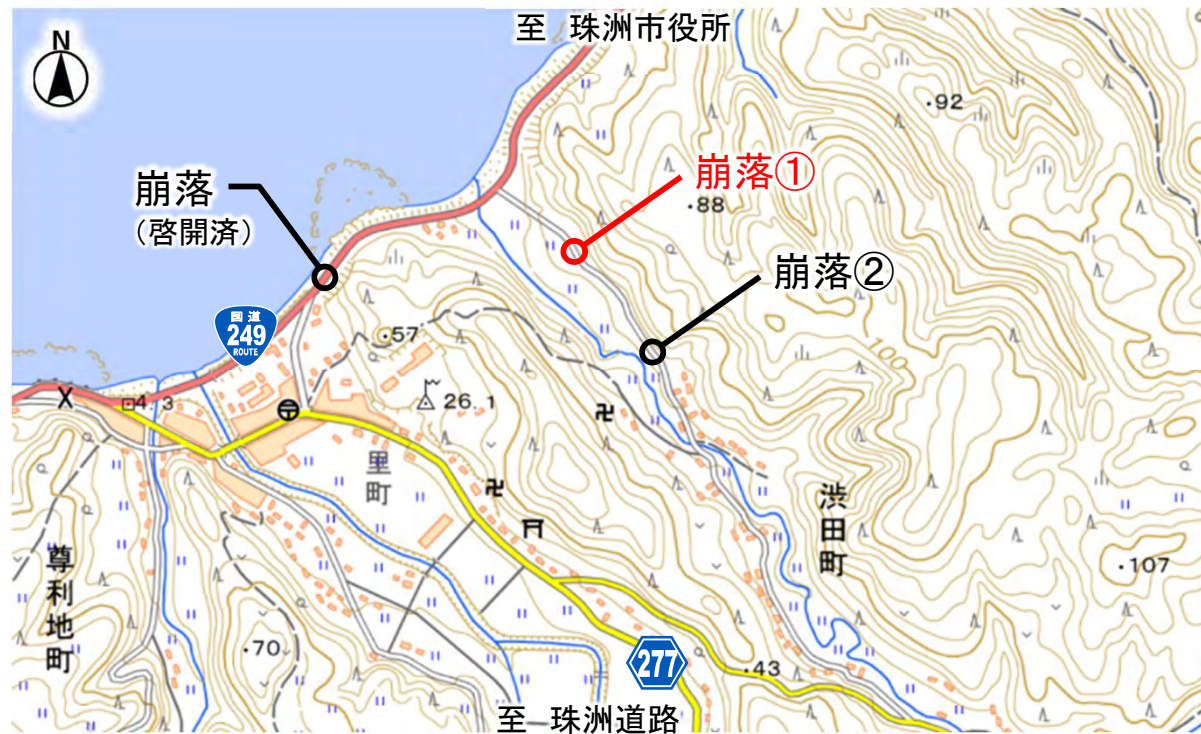 至 珠洲市役所
N
・92
崩落①
崩落
(啓開済)
・88
崩落②
国道
249
ROUTE
・57
100
4.3
26.1
里町
渋田町
尊利地町
・107
・70
277
・43
至 珠洲道路